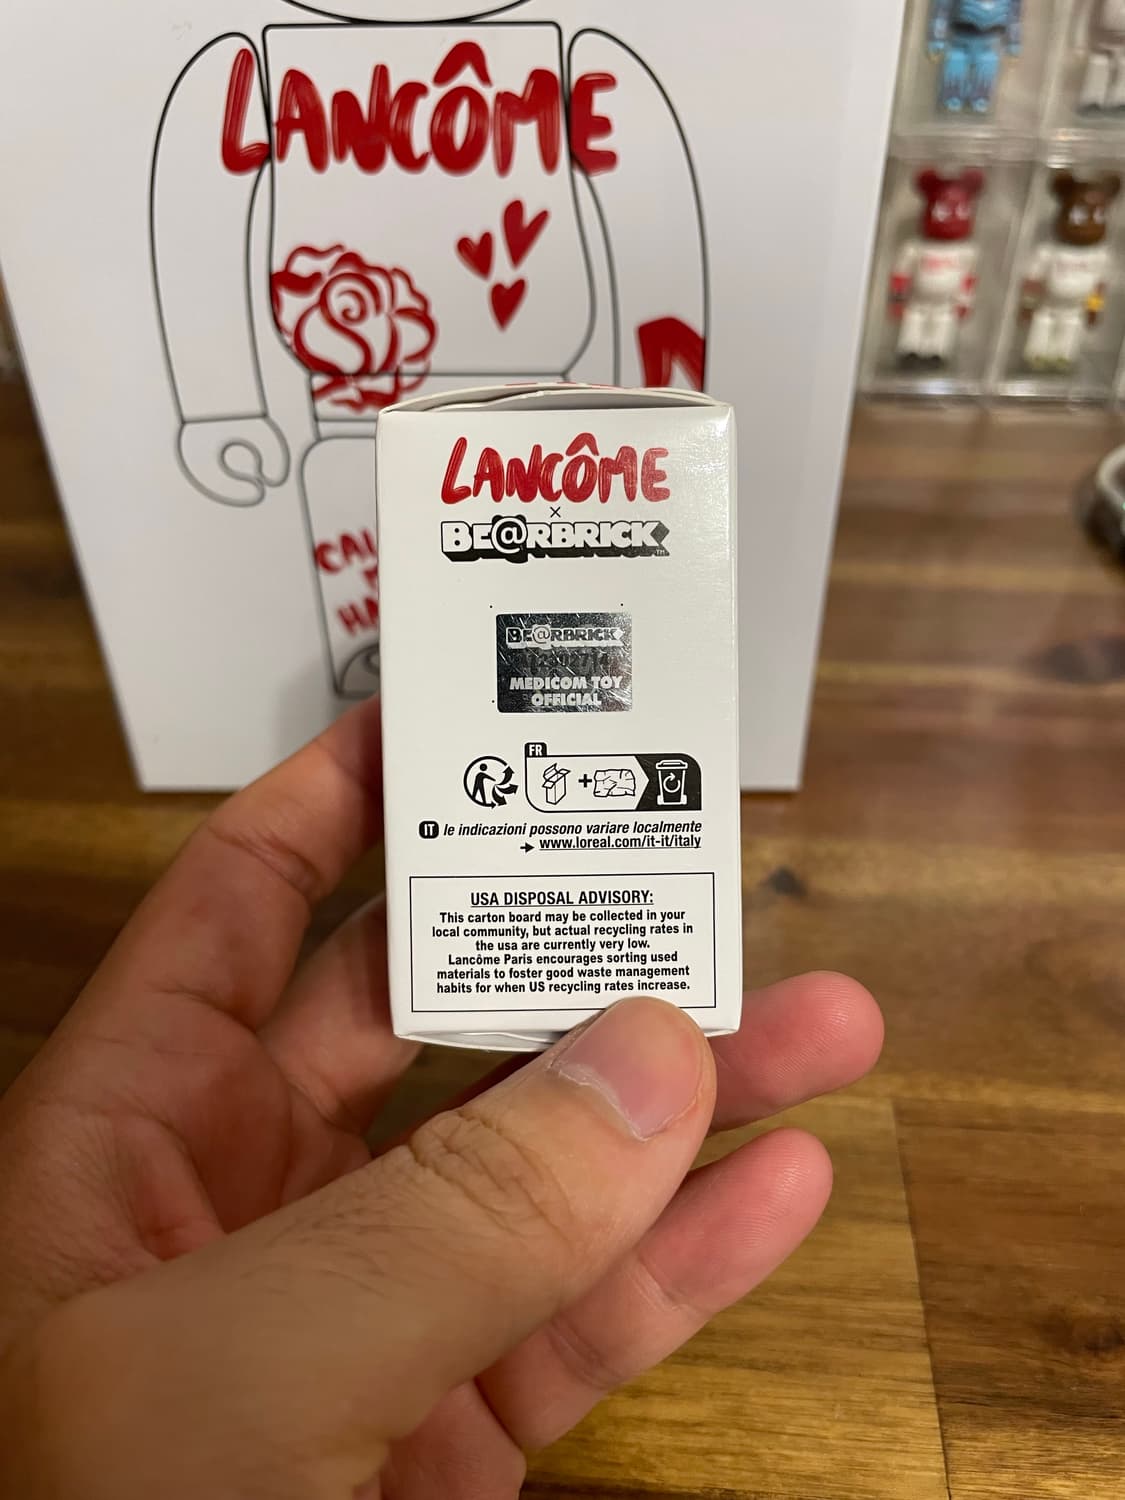 LANCÔME
CAL
HA
LANCÔME
×
BE@RBRICK
TM
BE@RBRICK
MEDICOM TOY
OFFICIAL
FR
+
IT le indicazioni possono variare localmente
→ www.loreal.com/it-it/italy
USA DISPOSAL ADVISORY:
This carton board may be collected in your
local community, but actual recycling rates in
the usa are currently very low.
Lancôme Paris encourages sorting used
materials to foster good waste management
habits for when US recycling rates increase.